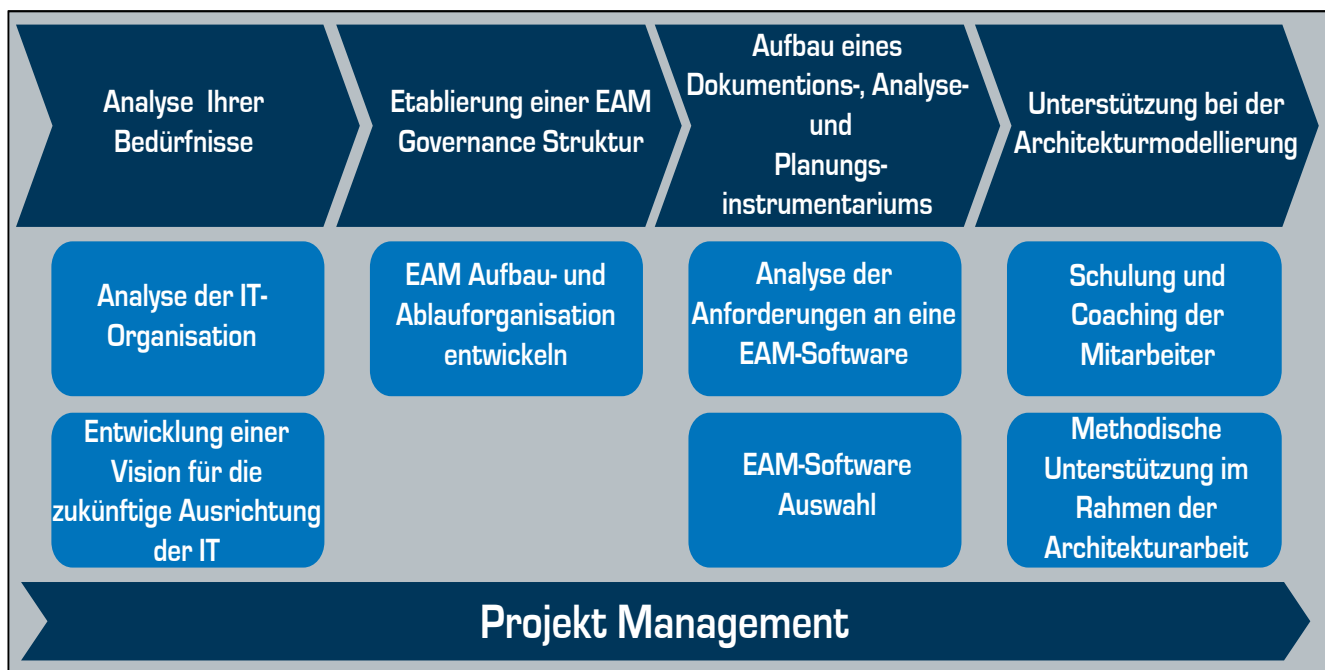 Analyse Ihrer
Bedürfnisse
Etablierung einer EAM
Governance Struktur
Aufbau eines
Dokumentions-, Analyse-
und
Planungs-
instrumentariums
Unterstützung bei der
Architekturmodellierung
Analyse der IT-
Organisation
EAM Aufbau- und
Ablauforganisation
entwickeln
Analyse der
Anforderungen an eine
EAM-Software
Schulung und
Coaching der
Mitarbeiter
Entwicklung einer
Vision für die
zukünftige Ausrichtung
der IT
EAM-Software
Auswahl
Methodische
Unterstützung im
Rahmen der
Architekturarbeit
Projekt Management